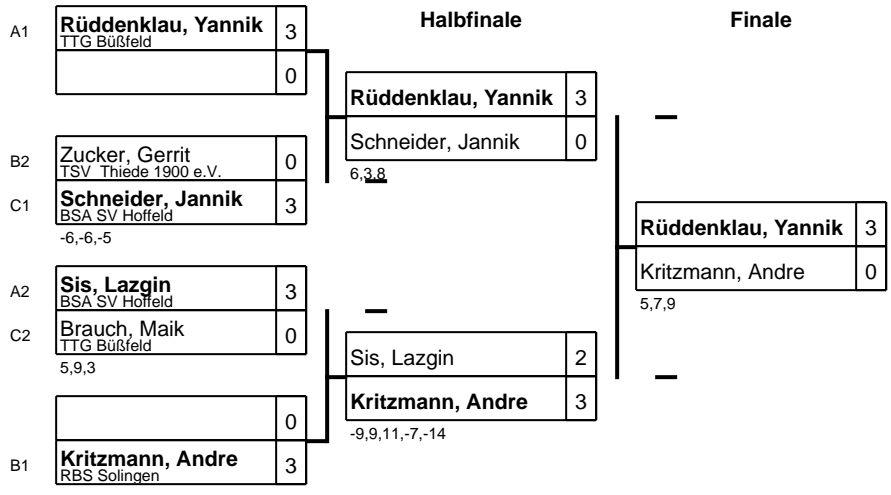 Halbfinale
Finale
A1
Rüddenklau, Yannik 3
TTG Büßfeld
0
B2
Zucker, Gerrit 0
TSV Thiede 1900 e.V.
C1
Schneider, Jannik 3
BSA SV Hoffeld
-6,-6,-5
A2
Sis, Lazgin 3
BSA SV Hoffeld
C2
Brauch, Maik 0
TTG Büßfeld
5,9,3
0
B1
Kritzmann, Andre 3
RBS Solingen
Rüddenklau, Yannik 3
Schneider, Jannik 0
6,3,8
Sis, Lazgin 2
Kritzmann, Andre 3
-9,9,11,-7,-14
Rüddenklau, Yannik 3
Kritzmann, Andre 0
5,7,9